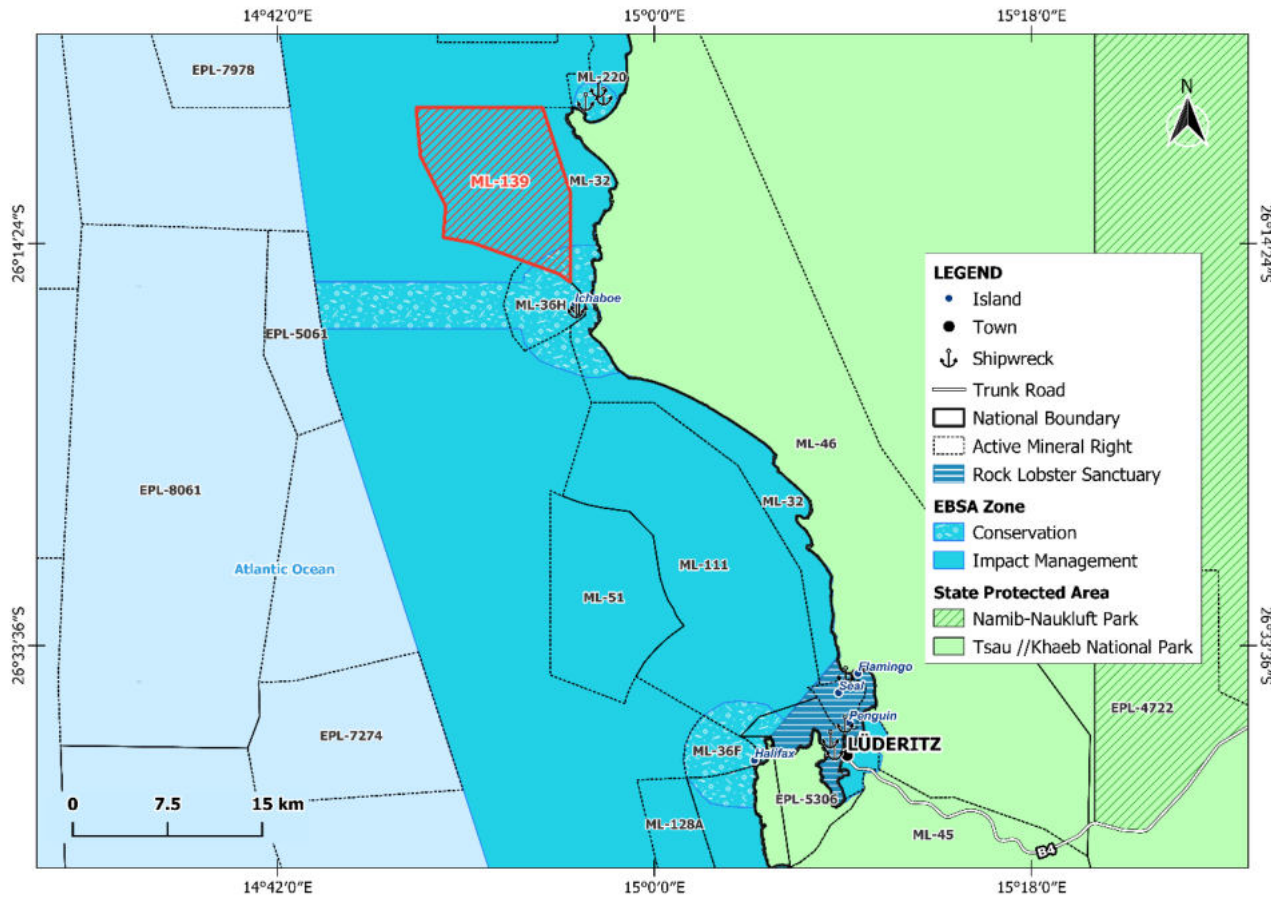 14°42′0″E 15°0′0″E 15°18′0″E
EPL-7978
ML-220
N
ML-139
ML-32
26°14′24″S
26°14′24″S
Ichaboe
ML-36H
EPL-5061
LEGEND
Island
Town
Shipwreck
Trunk Road
National Boundary
Active Mineral Right
Rock Lobster Sanctuary
EBSA Zone
Conservation
Impact Management
State Protected Area
Namib-Naukluft Park
Tsau //Khaeb National Park
ML-46
EPL-8061
ML-32
Atlantic Ocean
ML-111
ML-51
26°33′36″S
26°33′36″S
Flamingo
Seal
EPL-4722
Penguin
EPL-7274
ML-36F
Halifax
LÜDERITZ
0 7.5 15 km
EPL-5306
ML-128A
ML-45
B4
14°42′0″E 15°0′0″E 15°18′0″E